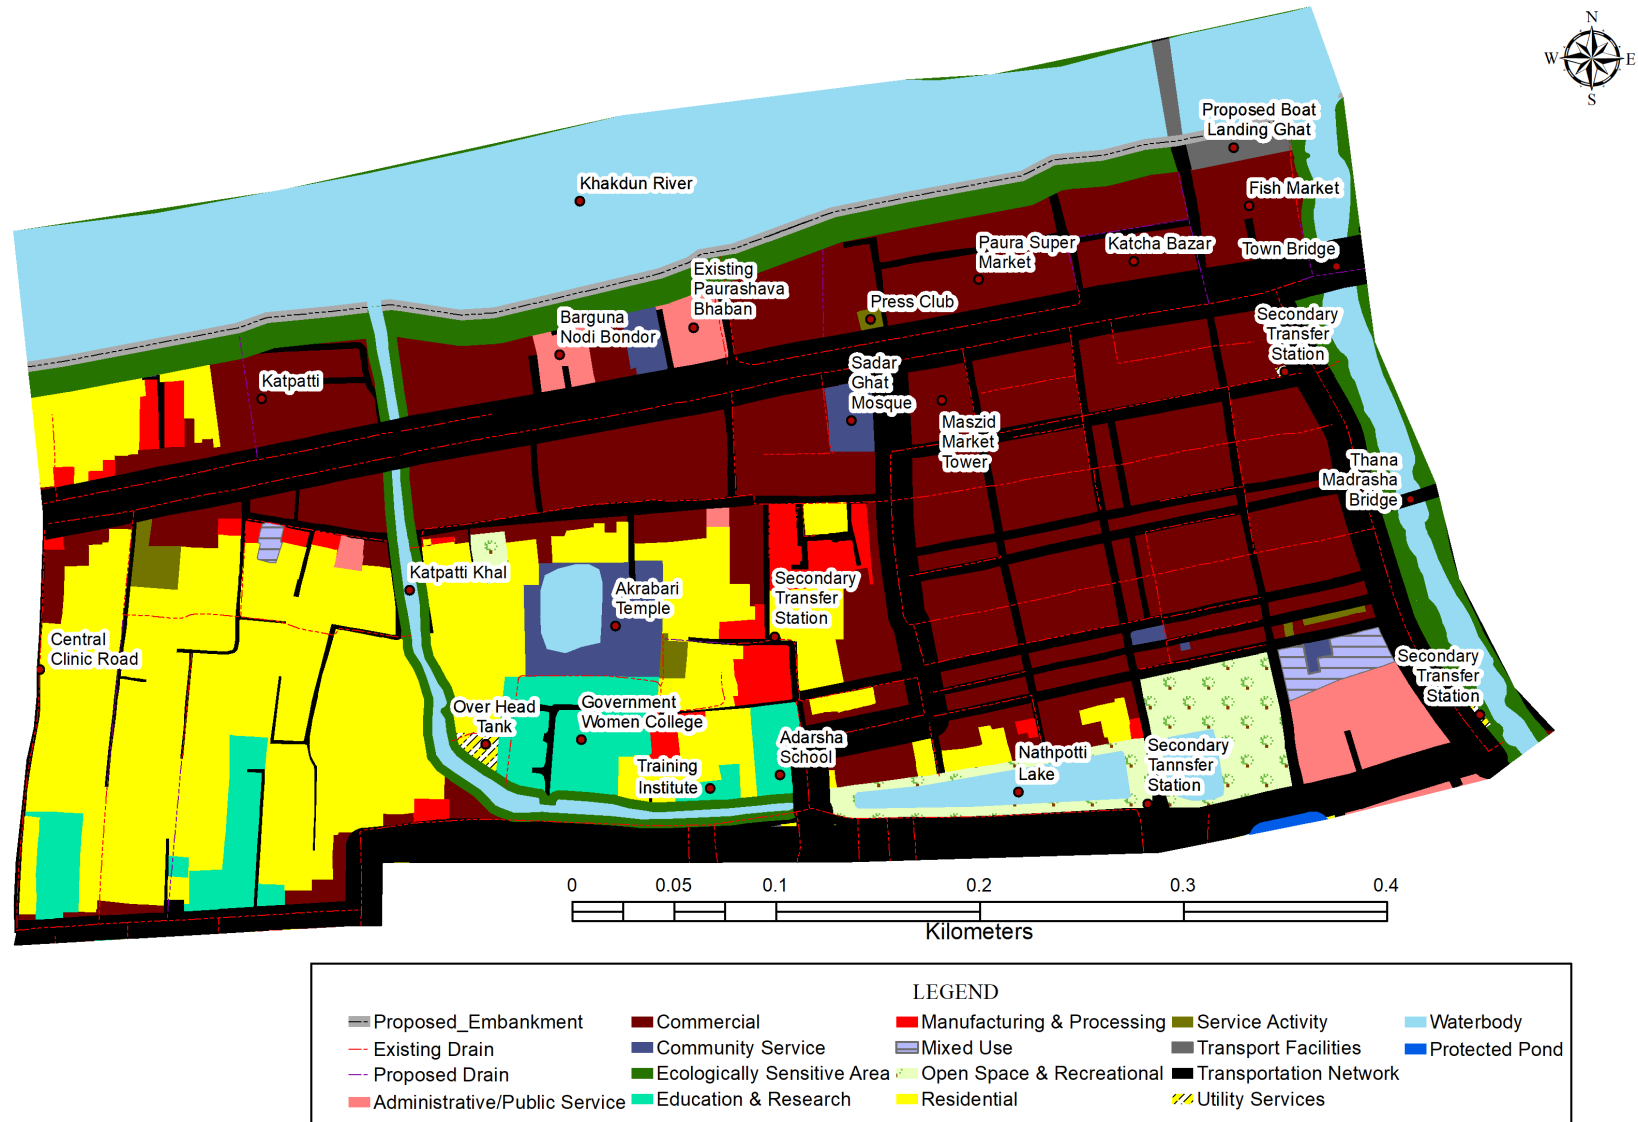 N
W
E
S
Proposed Boat
Landing Ghat
Khakdun River
Fish Market
Paura Super
Market
Katcha Bazar
Town Bridge
Existing
Paurashava
Bhaban
Press Club
Barguna
Nodi Bondor
Secondary
Transfer
Station
Sadar
Ghat
Mosque
Katpatti
Maszid
Market
Tower
Thana
Madrasha
Bridge
Katpatti Khal
Akrabari
Temple
Secondary
Transfer
Station
Central
Clinic Road
Secondary
Transfer
Station
Over Head
Tank
Government
Women College
Adarsha
School
Training
Institute
Nathpotti
Lake
Secondary
Tannsfer
Station
0 0.05 0.1 0.2 0.3 0.4
Kilometers
LEGEND
Proposed_Embankment
Existing Drain
Proposed Drain
Administrative/Public Service
Commercial
Community Service
Ecologically Sensitive Area
Education & Research
Manufacturing & Processing
Mixed Use
Open Space & Recreational
Residential
Service Activity
Transport Facilities
Transportation Network
Utility Services
Waterbody
Protected Pond